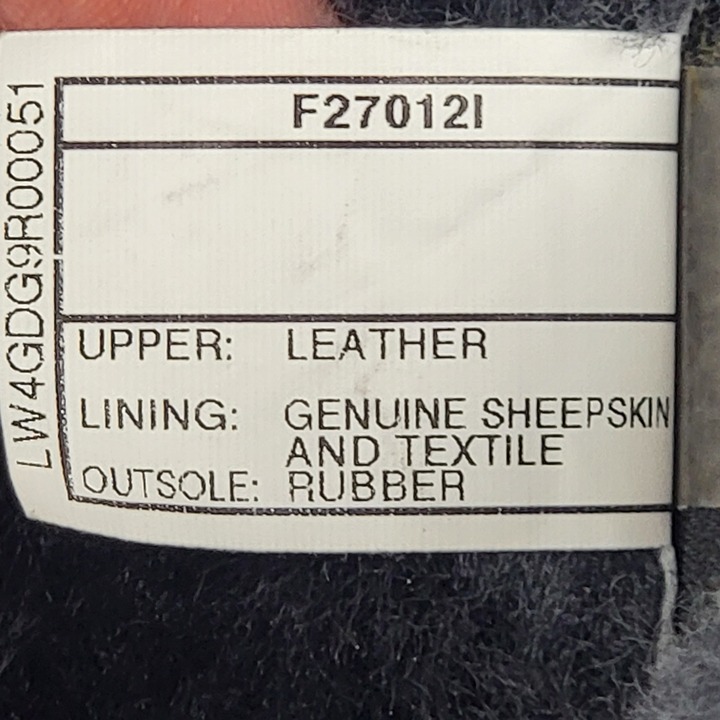 LW4GDG9R00051
F27012I
UPPER: LEATHER
LINING: GENUINE SHEEPSKIN
AND TEXTILE
OUTSOLE: RUBBER